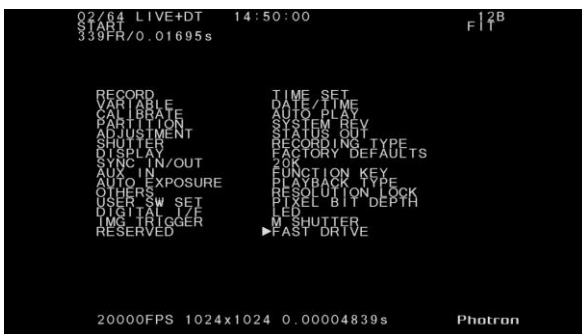 02/64 LIVE+DT 14:50:00 12B
START FIT
339FR/0.01695s
RECORD TIME SET
VARIABLE DATE/TIME
CALIBRATE AUTO PLAY
PARTITION SYSTEM REV
ADJUSTMENT STATUS OUT
SHUTTER RECORDING TYPE
DISPLAY FACTORY DEFAULTS
SYNC IN/OUT 20K
AUX IN FUNCTION KEY
AUTO EXPOSURE PLAYBACK TYPE
OTHERS RESOLUTION LOCK
USER SW SET PIXEL BIT DEPTH
DIGITAL I/F LED
IMG TRIGGER M SHUTTER
RESERVED ▶FAST DRIVE
20000FPS 1024x1024 0.00004839s Photron